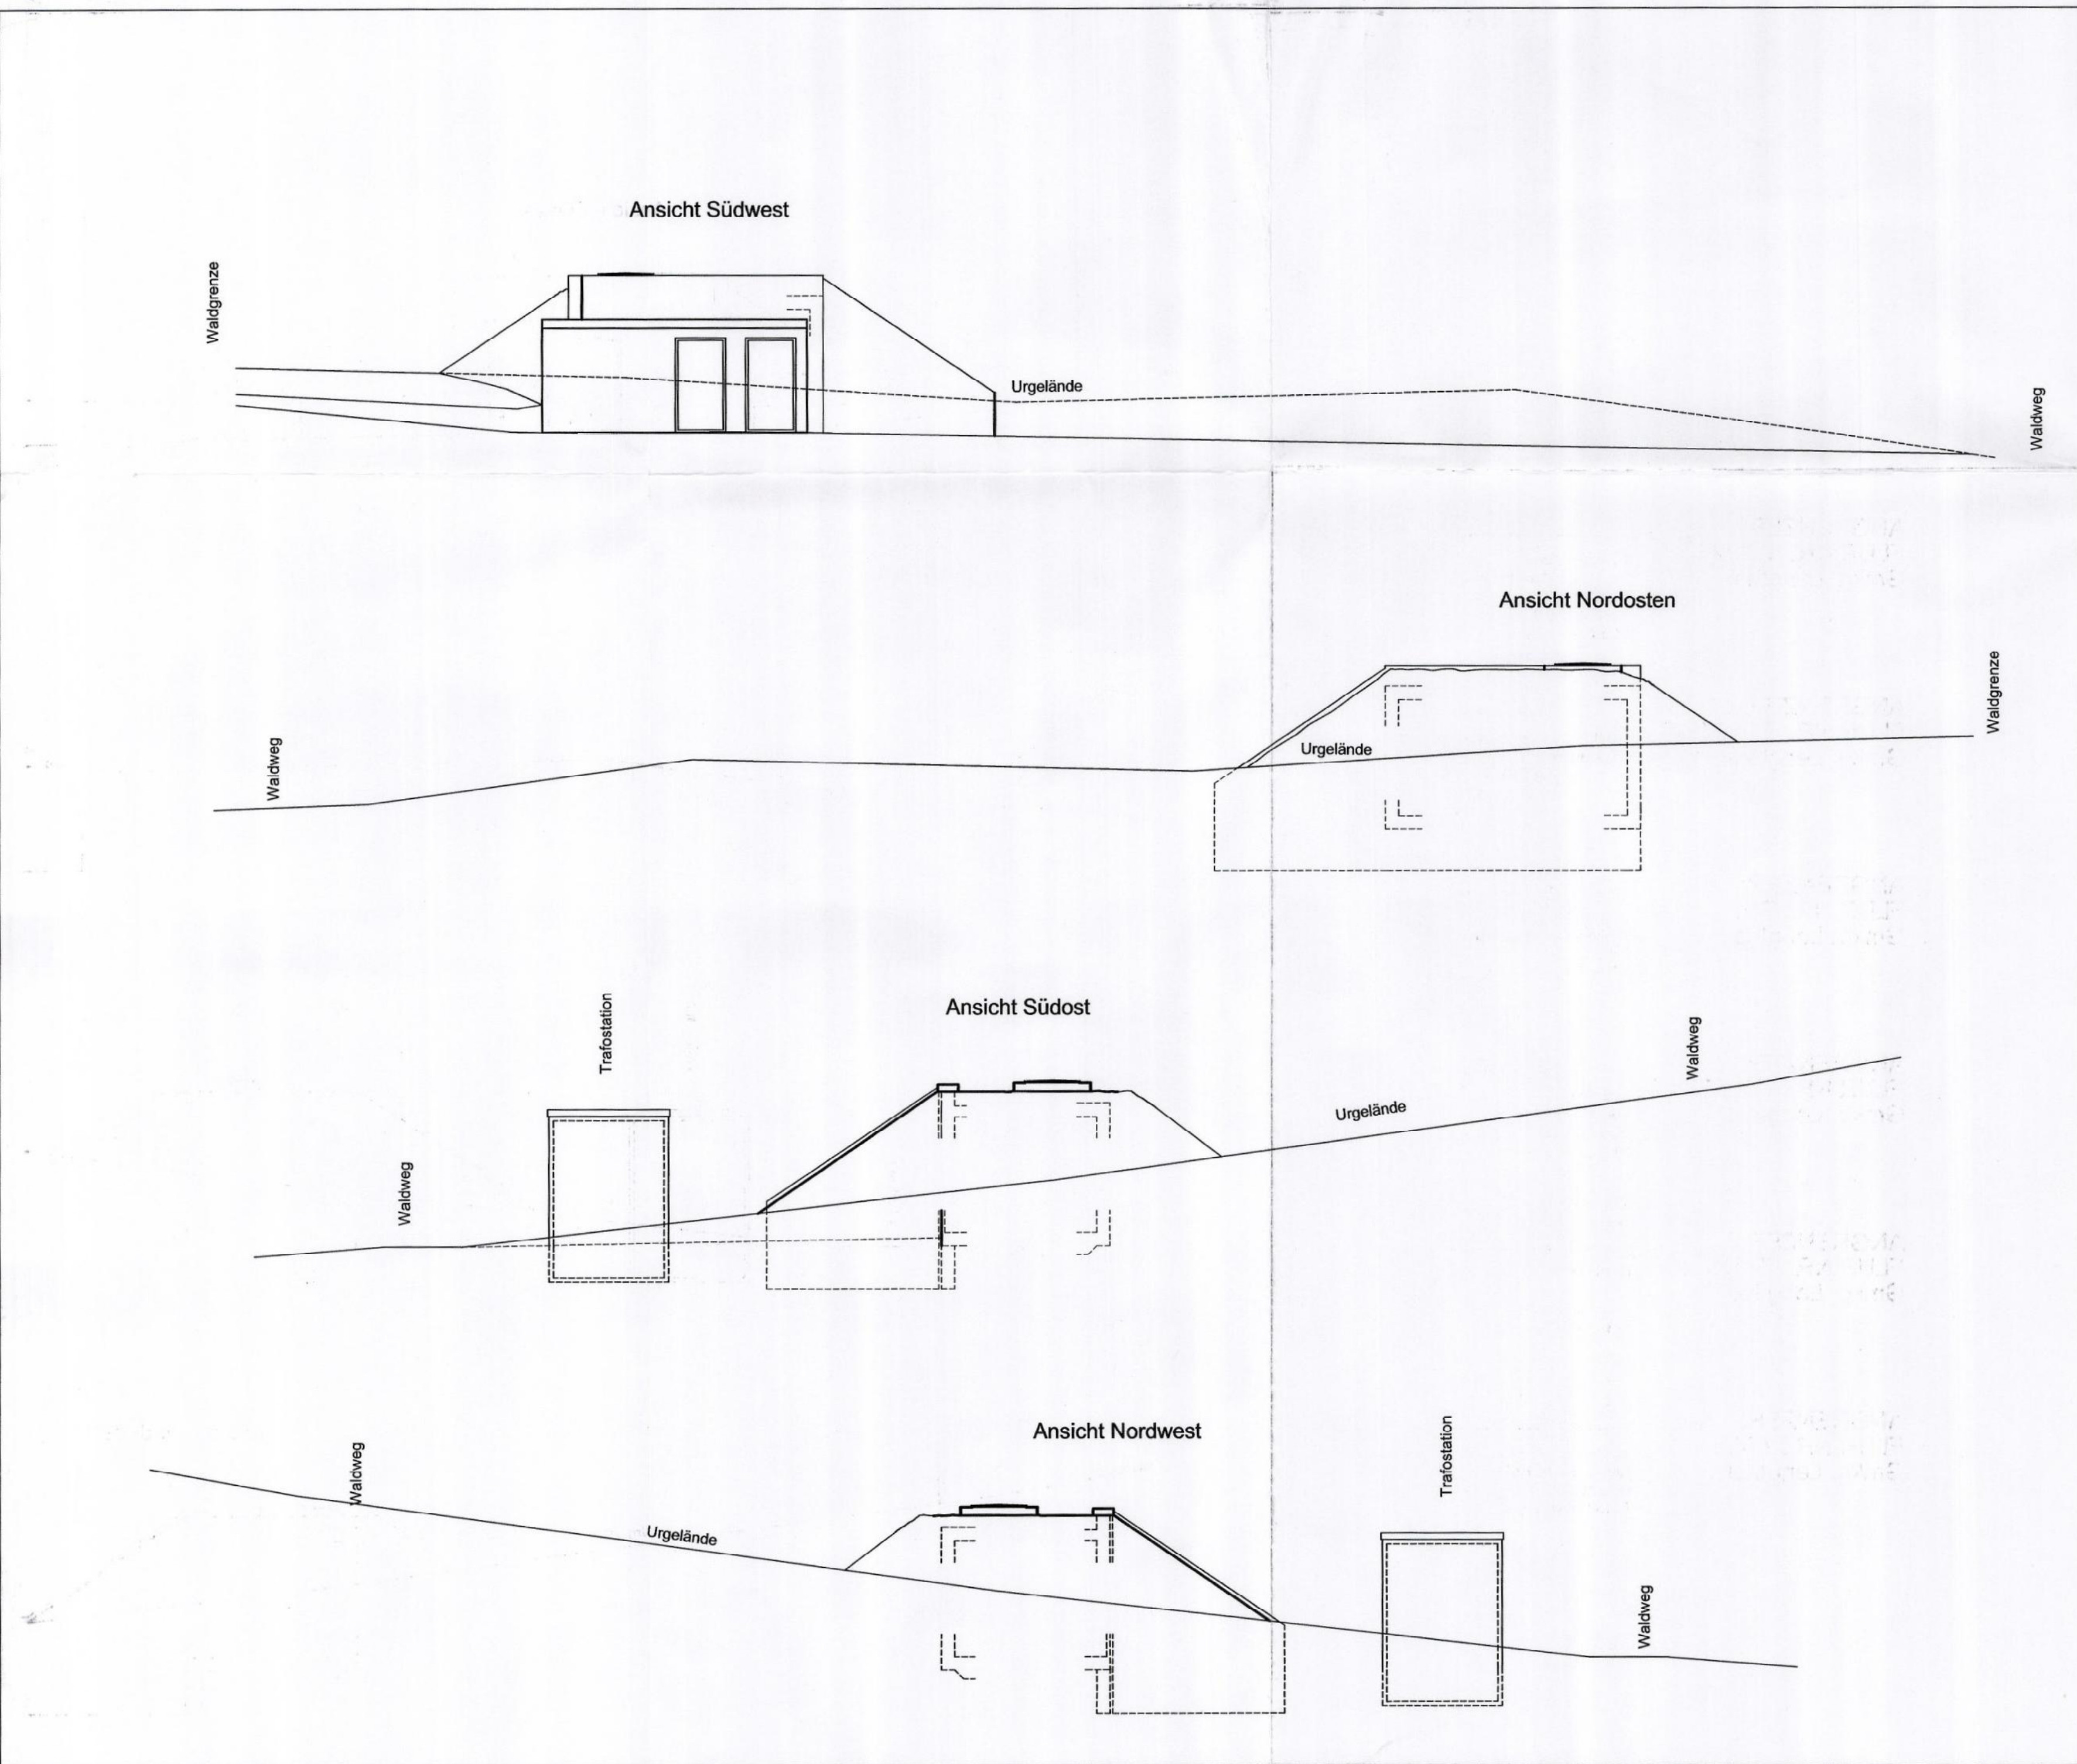 Ansicht Südwest
Waldgrenze
Urgelände
Waldweg
Ansicht Nordosten
Waldgrenze
Waldweg
Urgelände
Ansicht Südost
Trafostation
Waldweg
Urgelände
Waldweg
Ansicht Nordwest
Trafostation
Waldweg
Urgelände
Waldweg